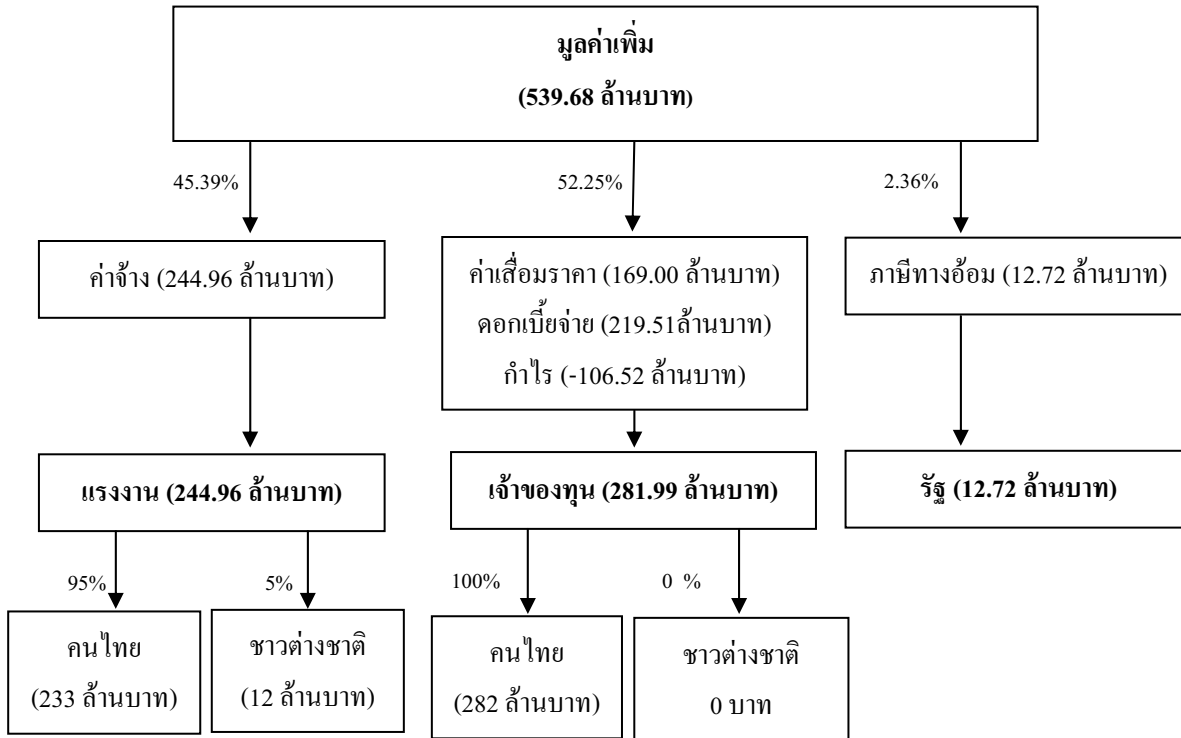 มูลค่าเพิ่ม
(539.68 ล้านบาท)
45.39%
52.25%
2.36%
ค่าจ้าง (244.96 ล้านบาท)
ค่าเสื่อมราคา (169.00 ล้านบาท)
ดอกเบี้ยจ่าย (219.51ล้านบาท)
กำไร (-106.52 ล้านบาท)
ภาษีทางอ้อม (12.72 ล้านบาท)
แรงงาน (244.96 ล้านบาท)
เจ้าของทุน (281.99 ล้านบาท)
รัฐ (12.72 ล้านบาท)
95%
5%
100%
0 %
คนไทย
(233 ล้านบาท)
ชาวต่างชาติ
(12 ล้านบาท)
คนไทย
(282 ล้านบาท)
ชาวต่างชาติ
0 บาท